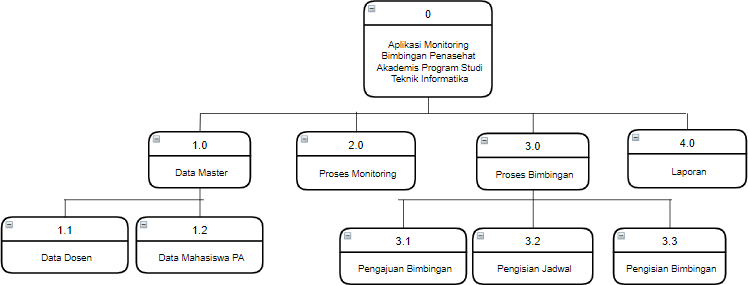 0
Aplikasi Monitoring
Bimbingan Penasehat
Akademis Program Studi
Teknik Informatika
1.0
Data Master
2.0
Proses Monitoring
3.0
Proses Bimbingan
4.0
Laporan
1.1
Data Dosen
1.2
Data Mahasiswa PA
3.1
Pengajuan Bimbingan
3.2
Pengisian Jadwal
3.3
Pengisian Bimbingan